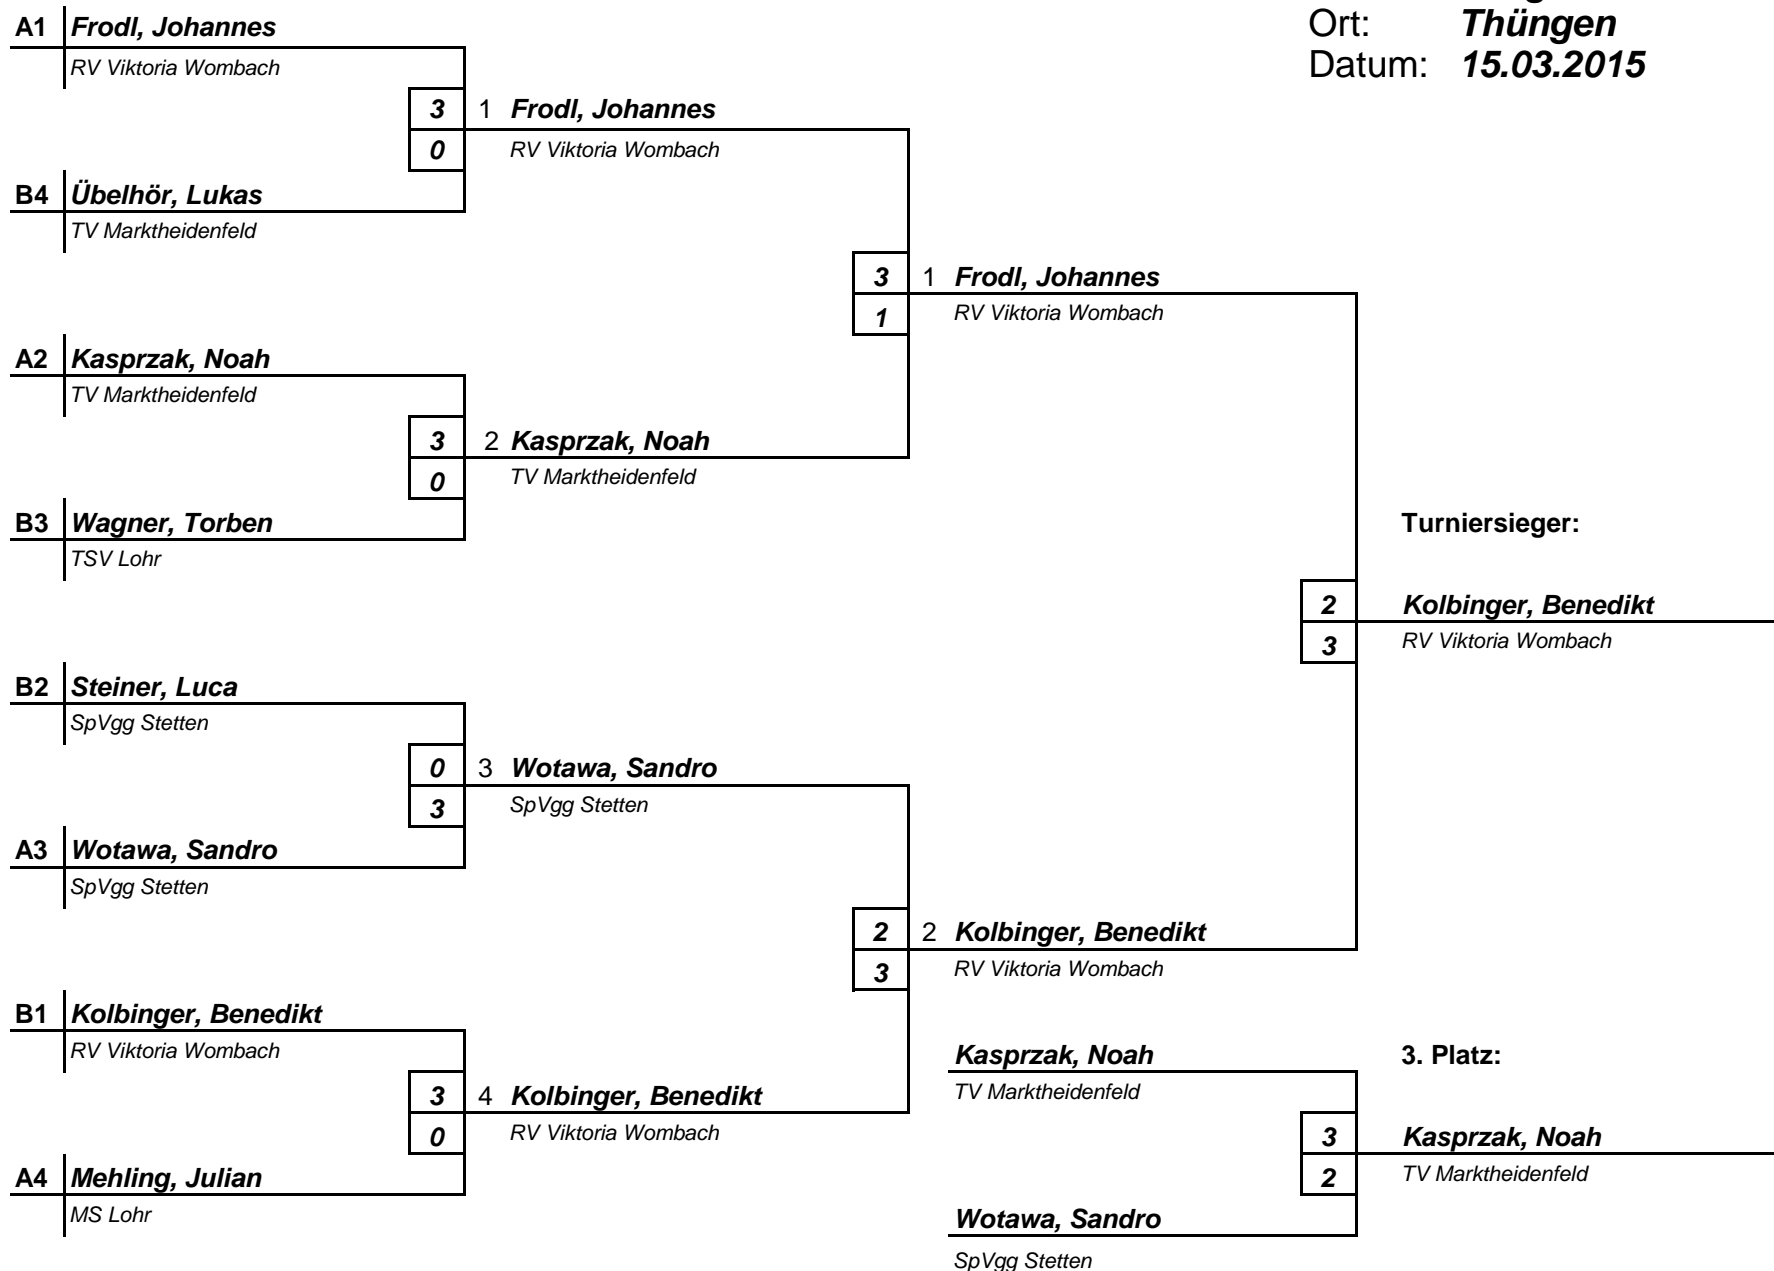 Ort: Thüngen
Datum: 15.03.2015
A1 Frodl, Johannes
RV Viktoria Wombach
3 1 Frodl, Johannes
0 RV Viktoria Wombach
B4 Übelhör, Lukas
TV Marktheidenfeld
3 1 Frodl, Johannes
1 RV Viktoria Wombach
A2 Kasprzak, Noah
TV Marktheidenfeld
3 2 Kasprzak, Noah
0 TV Marktheidenfeld
B3 Wagner, Torben
TSV Lohr
Turniersieger:
2 Kolbinger, Benedikt
3 RV Viktoria Wombach
B2 Steiner, Luca
SpVgg Stetten
0 3 Wotawa, Sandro
3 SpVgg Stetten
A3 Wotawa, Sandro
SpVgg Stetten
2 2 Kolbinger, Benedikt
3 RV Viktoria Wombach
B1 Kolbinger, Benedikt
RV Viktoria Wombach
3 4 Kolbinger, Benedikt
0 RV Viktoria Wombach
A4 Mehling, Julian
MS Lohr
Kasprzak, Noah
TV Marktheidenfeld
3. Platz:
3 Kasprzak, Noah
2 TV Marktheidenfeld
Wotawa, Sandro
SpVgg Stetten